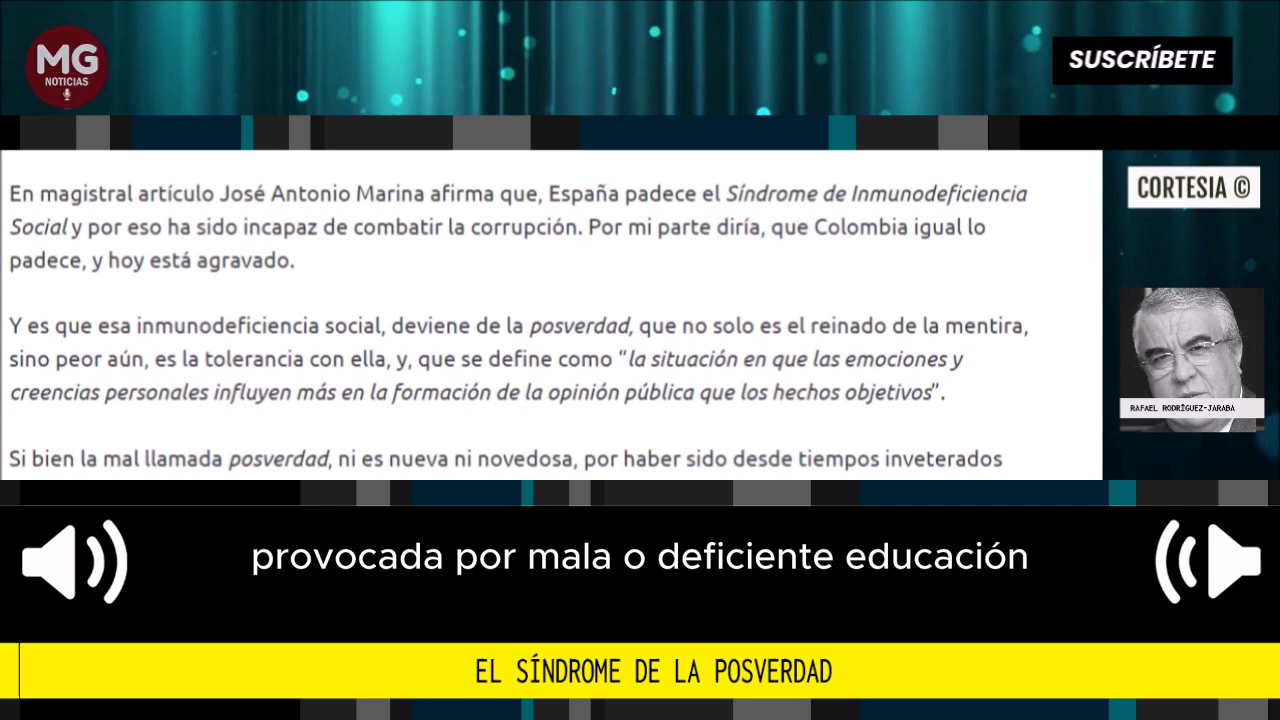 MG
NOTICIAS
SUSCRÍBETE
En magistral artículo José Antonio Marina afirma que, España padece el Síndrome de Inmunodeficiencia
Social y por eso ha sido incapaz de combatir la corrupción. Por mi parte diría, que Colombia igual lo
padece, y hoy está agravado.
Y es que esa inmunodeficiencia social, deviene de la posverdad, que no solo es el reinado de la mentira,
sino peor aún, es la tolerancia con ella, y, que se define como “la situación en que las emociones y
creencias personales influyen más en la formación de la opinión pública que los hechos objetivos”.
Si bien la mal llamada posverdad, ni es nueva ni novedosa, por haber sido desde tiempos inveterados
CORTESIA ©
RAFAEL RODRÍGUEZ-JARABA
provocada por mala o deficiente educación
EL SÍNDROME DE LA POSVERDAD